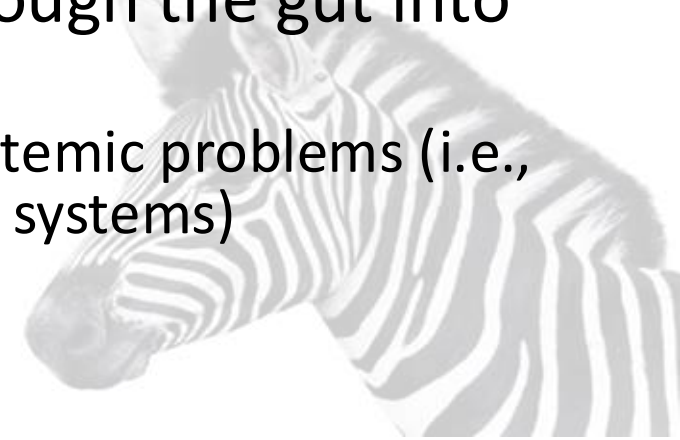 ough the gut into
temic problems (i.e.,
systems)